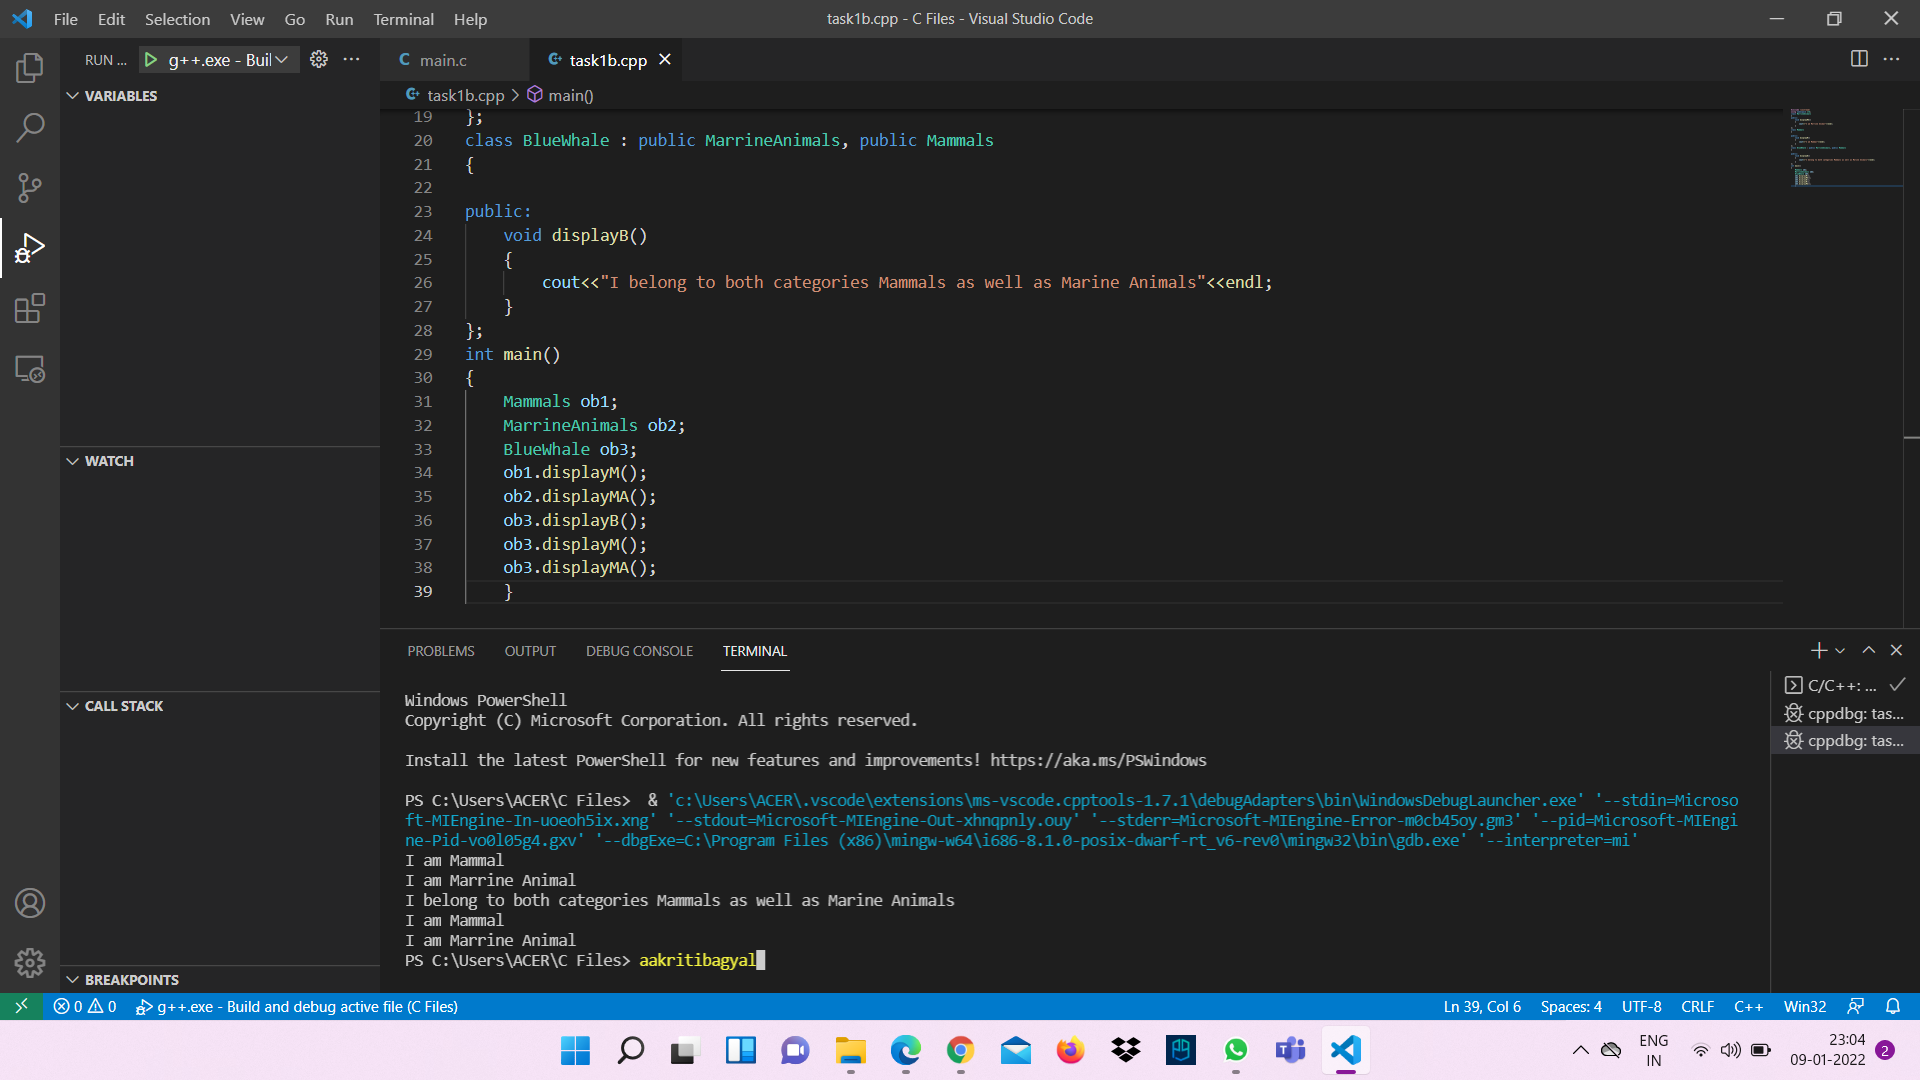 File Edit Selection View Go Run Terminal Help
task1b.cpp - C Files - Visual Studio Code
RUN ... g++.exe - Buil
main.c
task1b.cpp
VARIABLES
task1b.cpp > main()
19 };
20 class BlueWhale : public MarrineAnimals, public Mammals
21 {
22
23 public:
24 void displayB()
25 {
26 cout<<"I belong to both categories Mammals as well as Marine Animals"<<endl;
27 }
28 };
29 int main()
30 {
31 Mammals ob1;
32 MarrineAnimals ob2;
33 BlueWhale ob3;
34 ob1.displayM();
35 ob2.displayMA();
36 ob3.displayB();
37 ob3.displayM();
38 ob3.displayMA();
39 }
WATCH
CALL STACK
BREAKPOINTS
PROBLEMS OUTPUT DEBUG CONSOLE TERMINAL
Windows PowerShell
Copyright (C) Microsoft Corporation. All rights reserved.
Install the latest PowerShell for new features and improvements! https://aka.ms/PSWindows
PS C:\Users\ACER\C Files>  & 'c:\Users\ACER\.vscode\extensions\ms-vscode.cpptools-1.7.1\debugAdapters\bin\WindowsDebugLauncher.exe' '--stdin=Microso
ft-MIEngine-In-uoeoh5ix.xng' '--stdout=Microsoft-MIEngine-Out-xhnqpnly.ouy' '--stderr=Microsoft-MIEngine-Error-m0cb45oy.gm3' '--pid=Microsoft-MIEngi
ne-Pid-vo0l05g4.gxv' '--dbgExe=C:\Program Files (x86)\mingw-w64\i686-8.1.0-posix-dwarf-rt_v6-rev0\mingw32\bin\gdb.exe' '--interpreter=mi'
I am Mammal
I am Marrine Animal
I belong to both categories Mammals as well as Marine Animals
I am Mammal
I am Marrine Animal
PS C:\Users\ACER\C Files> aakritibagyal
C/C++: ...
cppdbg: tas...
cppdbg: tas...
0 0 g++.exe - Build and debug active file (C Files)
Ln 39, Col 6 Spaces: 4 UTF-8 CRLF C++ Win32
ENG
IN
23:04
09-01-2022
2